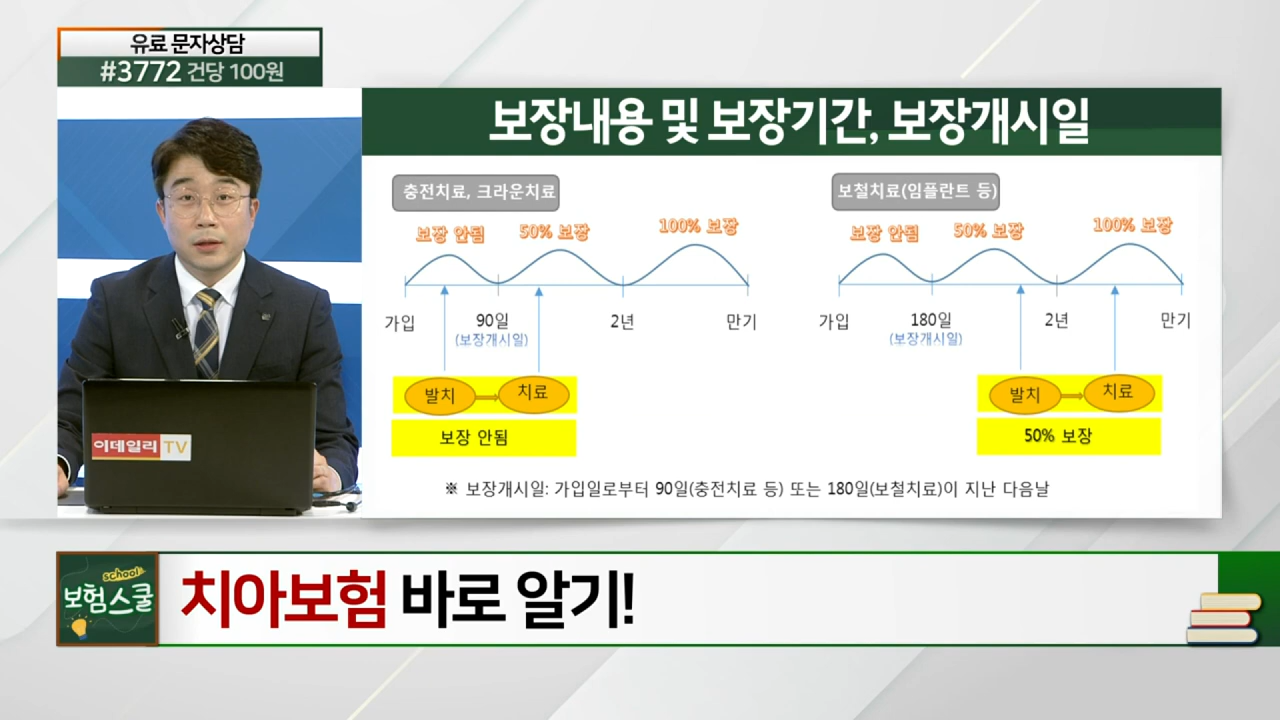 유료 문자상담
#3772 건당 100원
보장내용 및 보장기간, 보장개시일
충전치료, 크라운치료
보장 안됨
50% 보장
100% 보장
가입
90일
(보장개시일)
2년
만기
발치
치료
보장 안됨
보철치료(임플란트 등)
보장 안됨
50% 보장
100% 보장
가입
180일
(보장개시일)
2년
만기
발치
치료
50% 보장
※ 보장개시일: 가입일로부터 90일(충전치료 등) 또는 180일(보철치료)이 지난 다음날
이데일리 TV
school
보험스쿨
치아보험 바로 알기!